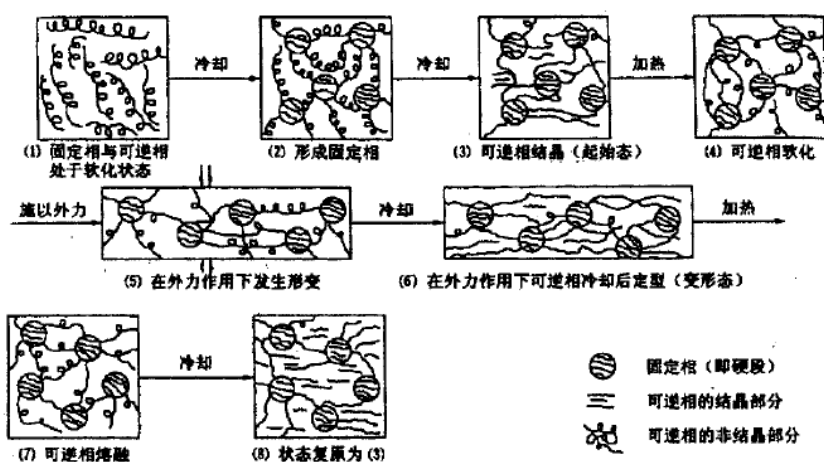 冷却
冷却
加热
(1) 固定相与可逆相
处于软化状态
(2) 形成固定相
(3) 可逆相结晶（起始态）
(4) 可逆相软化
施以外力
冷却
加热
(5) 在外力作用下发生形变
(6) 在外力作用下可逆相冷却后定型（变形态）
冷却
固定相（即硬段）
可逆相的结晶部分
可逆相的非结晶部分
(7) 可逆相熔融
(8) 状态复原为 (3)